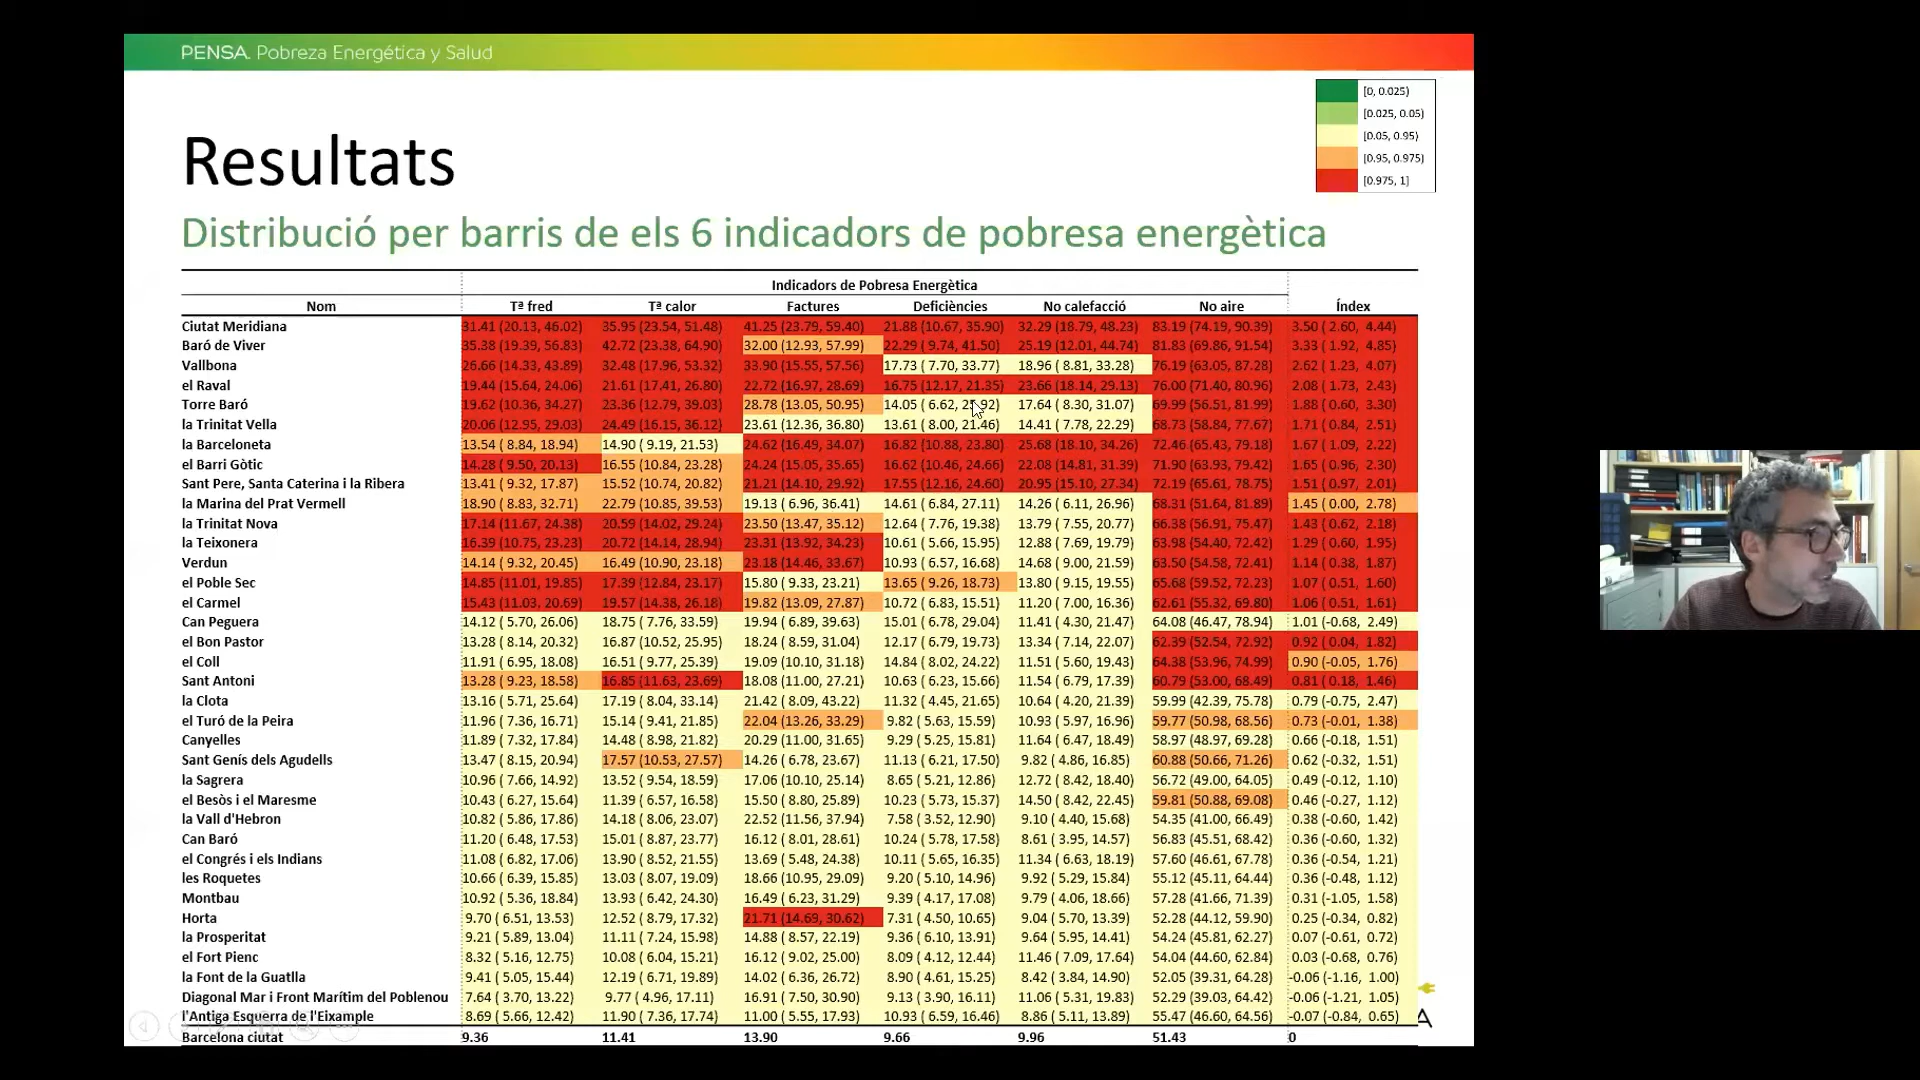 PENSA. Pobreza Energética y Salud
[0, 0.025)
[0.025, 0.05)
[0.05, 0.95)
[0.95, 0.975)
[0.975, 1]
Resultats
Distribució per barris de els 6 indicadors de pobresa energètica
Indicadors de Pobresa Energètica
Nom Tª fred Tª calor Factures Deficiències No calefacció No aire Índex
Ciutat Meridiana 31.41 (20.13, 46.02) 35.95 (23.54, 51.48) 41.25 (23.79, 59.40) 21.88 (10.67, 35.90) 32.29 (18.79, 48.23) 83.19 (74.19, 90.39) 3.50 ( 2.60, 4.44)
Baró de Viver 35.38 (19.39, 56.83) 42.72 (23.38, 64.90) 32.00 (12.93, 57.99) 22.29 ( 9.74, 41.50) 25.19 (12.01, 44.74) 81.83 (69.86, 91.54) 3.33 ( 1.92, 4.85)
Vallbona 26.66 (14.33, 43.89) 32.48 (17.96, 53.32) 33.90 (15.55, 57.56) 17.73 ( 7.70, 33.77) 18.96 ( 8.81, 33.28) 76.19 (63.05, 87.28) 2.62 ( 1.23, 4.07)
el Raval 19.44 (15.64, 24.06) 21.61 (17.41, 26.80) 22.72 (16.97, 28.69) 16.75 (12.17, 21.35) 23.66 (18.14, 29.13) 76.00 (71.40, 80.96) 2.08 ( 1.73, 2.43)
Torre Baró 19.62 (10.36, 34.27) 23.36 (12.79, 39.03) 28.78 (13.05, 50.95) 14.05 ( 6.62, 17.64 ( 8.30, 31.07) 69.99 (56.51, 81.99) 1.88 ( 0.60, 3.30)
la Trinitat Vella 20.06 (12.95, 29.03) 24.49 (16.15, 36.12) 23.61 (12.36, 36.80) 13.61 ( 8.00, 21.46) 14.41 ( 7.78, 22.29) 68.73 (58.84, 77.67) 1.71 ( 0.84, 2.51)
la Barceloneta 13.54 ( 8.84, 18.94) 14.90 ( 9.19, 21.53) 24.62 (16.49, 34.07) 16.82 (10.88, 23.80) 25.68 (18.10, 34.26) 72.46 (65.43, 79.18) 1.67 ( 1.09, 2.22)
el Barri Gòtic 14.28 ( 9.50, 20.13) 16.55 (10.84, 23.28) 24.24 (15.05, 35.65) 16.62 (10.46, 24.66) 22.08 (14.81, 31.39) 71.90 (63.93, 79.42) 1.65 ( 0.96, 2.30)
Sant Pere, Santa Caterina i la Ribera 13.41 ( 9.32, 17.87) 15.52 (10.74, 20.82) 21.21 (14.10, 29.92) 17.55 (12.16, 24.60) 20.95 (15.10, 27.34) 72.19 (65.61, 78.75) 1.51 ( 0.97, 2.01)
la Marina del Prat Vermell 18.90 ( 8.83, 32.71) 22.79 (10.85, 39.53) 19.13 ( 6.96, 36.41) 14.61 ( 6.84, 27.11) 14.26 ( 6.11, 26.96) 68.31 (51.64, 81.89) 1.45 ( 0.00, 2.78)
la Trinitat Nova 17.14 (11.67, 24.38) 20.59 (14.02, 29.24) 23.50 (13.47, 35.12) 12.64 ( 7.76, 19.38) 13.79 ( 7.55, 20.77) 66.38 (56.91, 75.47) 1.43 ( 0.62, 2.18)
la Teixonera 16.39 (10.75, 23.23) 20.72 (14.14, 28.94) 23.31 (13.92, 34.23) 10.61 ( 5.66, 15.95) 12.88 ( 7.69, 19.79) 63.98 (54.40, 72.42) 1.29 ( 0.60, 1.95)
Verdun 14.14 ( 9.32, 20.45) 16.49 (10.90, 23.18) 23.18 (14.46, 33.67) 10.93 ( 6.57, 16.68) 14.68 ( 9.00, 21.59) 63.50 (54.58, 72.41) 1.14 ( 0.38, 1.87)
el Poble Sec 14.85 (11.01, 19.85) 17.39 (12.84, 23.17) 15.80 ( 9.33, 23.21) 13.65 ( 9.26, 18.73) 13.80 ( 9.15, 19.55) 65.68 (59.52, 72.23) 1.07 ( 0.51, 1.60)
el Carmel 15.43 (11.03, 20.69) 19.57 (14.38, 26.18) 19.82 (13.09, 27.87) 10.72 ( 6.83, 15.51) 11.20 ( 7.00, 16.36) 62.61 (55.32, 69.80) 1.06 ( 0.51, 1.61)
Can Peguera 14.12 ( 5.70, 26.06) 18.75 ( 7.76, 33.59) 19.94 ( 6.89, 39.63) 15.01 ( 6.78, 29.04) 11.41 ( 4.30, 21.47) 64.08 (46.47, 78.94) 1.01 (-0.68, 2.49)
el Bon Pastor 13.28 ( 8.14, 20.32) 16.87 (10.52, 25.95) 18.24 ( 8.59, 31.04) 12.17 ( 6.79, 19.73) 13.34 ( 7.14, 22.07) 62.39 (52.54, 72.92) 0.92 ( 0.04, 1.82)
el Coll 11.91 ( 6.95, 18.08) 16.51 ( 9.77, 25.39) 19.09 (10.10, 31.18) 14.84 ( 8.02, 24.22) 11.51 ( 5.60, 19.43) 64.38 (53.96, 74.99) 0.90 (-0.05, 1.76)
Sant Antoni 13.28 ( 9.23, 18.58) 16.85 (11.63, 23.69) 18.08 (11.00, 27.21) 10.63 ( 6.23, 15.66) 11.54 ( 6.79, 17.39) 60.79 (53.00, 68.49) 0.81 ( 0.18, 1.46)
la Clota 13.16 ( 5.71, 25.64) 17.19 ( 8.04, 33.14) 21.42 ( 8.09, 43.22) 11.32 ( 4.45, 21.65) 10.64 ( 4.20, 21.39) 59.99 (42.39, 75.78) 0.79 (-0.75, 2.47)
el Turó de la Peira 11.96 ( 7.36, 16.71) 15.14 ( 9.41, 21.85) 22.04 (13.26, 33.29) 9.82 ( 5.63, 15.59) 10.93 ( 5.97, 16.96) 59.77 (50.98, 68.56) 0.73 (-0.01, 1.38)
Canyelles 11.89 ( 7.32, 17.84) 14.48 ( 8.98, 21.82) 20.29 (11.00, 31.65) 9.29 ( 5.25, 15.81) 11.64 ( 6.47, 18.49) 58.97 (48.97, 69.28) 0.66 (-0.18, 1.51)
Sant Genís dels Agudells 13.47 ( 8.15, 20.94) 17.57 (10.53, 27.57) 14.26 ( 6.78, 23.67) 11.13 ( 6.21, 17.50) 9.82 ( 4.86, 16.85) 60.88 (50.66, 71.26) 0.62 (-0.32, 1.51)
la Sagrera 10.96 ( 7.66, 14.92) 13.52 ( 9.54, 18.59) 17.06 (10.10, 25.14) 8.65 ( 5.21, 12.86) 12.72 ( 8.42, 18.40) 56.72 (49.00, 64.05) 0.49 (-0.12, 1.10)
el Besòs i el Maresme 10.43 ( 6.27, 15.64) 11.39 ( 6.57, 16.58) 15.50 ( 8.80, 25.89) 10.23 ( 5.73, 15.37) 14.50 ( 8.42, 22.45) 59.81 (50.88, 69.08) 0.46 (-0.27, 1.12)
la Vall d'Hebron 10.82 ( 5.86, 17.86) 14.18 ( 8.06, 23.07) 22.52 (11.56, 37.94) 7.58 ( 3.52, 12.90) 9.10 ( 4.40, 15.68) 54.35 (41.00, 66.49) 0.38 (-0.60, 1.42)
Can Baró 11.20 ( 6.48, 17.53) 15.01 ( 8.87, 23.77) 16.12 ( 8.01, 28.61) 10.24 ( 5.78, 17.58) 8.61 ( 3.95, 14.57) 56.83 (45.51, 68.42) 0.36 (-0.60, 1.32)
el Congrés i els Indians 11.08 ( 6.82, 17.06) 13.90 ( 8.52, 21.55) 13.69 ( 5.48, 24.38) 10.11 ( 5.65, 16.35) 11.34 ( 6.63, 18.19) 57.60 (46.61, 67.78) 0.36 (-0.54, 1.21)
les Roquetes 10.66 ( 6.39, 15.85) 13.03 ( 8.07, 19.09) 18.66 (10.95, 29.09) 9.20 ( 5.10, 14.96) 9.92 ( 5.29, 15.84) 55.12 (45.11, 64.44) 0.36 (-0.48, 1.12)
Montbau 10.92 ( 5.36, 18.84) 13.93 ( 6.42, 24.30) 16.49 ( 6.23, 31.29) 9.39 ( 4.17, 17.08) 9.79 ( 4.06, 18.66) 57.28 (41.66, 71.39) 0.31 (-1.05, 1.58)
Horta 9.70 ( 6.51, 13.53) 12.52 ( 8.79, 17.32) 21.71 (14.69, 30.62) 7.31 ( 4.50, 10.65) 9.04 ( 5.70, 13.39) 52.28 (44.12, 59.90) 0.25 (-0.34, 0.82)
la Prosperitat 9.21 ( 5.89, 13.04) 11.11 ( 7.24, 15.98) 14.88 ( 8.57, 22.19) 9.36 ( 6.10, 13.91) 9.64 ( 5.95, 14.41) 54.24 (45.81, 62.27) 0.07 (-0.61, 0.72)
el Fort Pienc 8.32 ( 5.16, 12.75) 10.08 ( 6.04, 15.21) 16.12 ( 9.02, 25.00) 8.09 ( 4.12, 12.44) 11.46 ( 7.09, 17.64) 54.04 (44.60, 62.84) 0.03 (-0.68, 0.76)
la Font de la Guatlla 9.41 ( 5.05, 15.44) 12.19 ( 6.71, 19.89) 14.02 ( 6.36, 26.72) 8.90 ( 4.61, 15.25) 8.42 ( 3.84, 14.90) 52.05 (39.31, 64.28) -0.06 (-1.16, 1.00)
Diagonal Mar i Front Marítim del Poblenou 7.64 ( 3.70, 13.22) 9.77 ( 4.96, 17.11) 16.91 ( 7.50, 30.90) 9.13 ( 3.90, 16.11) 11.06 ( 5.31, 19.83) 52.29 (39.03, 64.42) -0.06 (-1.21, 1.05)
l'Antiga Esquerra de l'Eixample 8.69 ( 5.66, 12.42) 11.90 ( 7.36, 17.74) 11.00 ( 5.55, 17.93) 10.93 ( 6.59, 16.46) 8.86 ( 5.11, 13.89) 55.47 (46.60, 64.56) -0.07 (-0.84, 0.65)
Barcelona ciutat 9.36 11.41 13.90 9.66 9.96 51.43 0